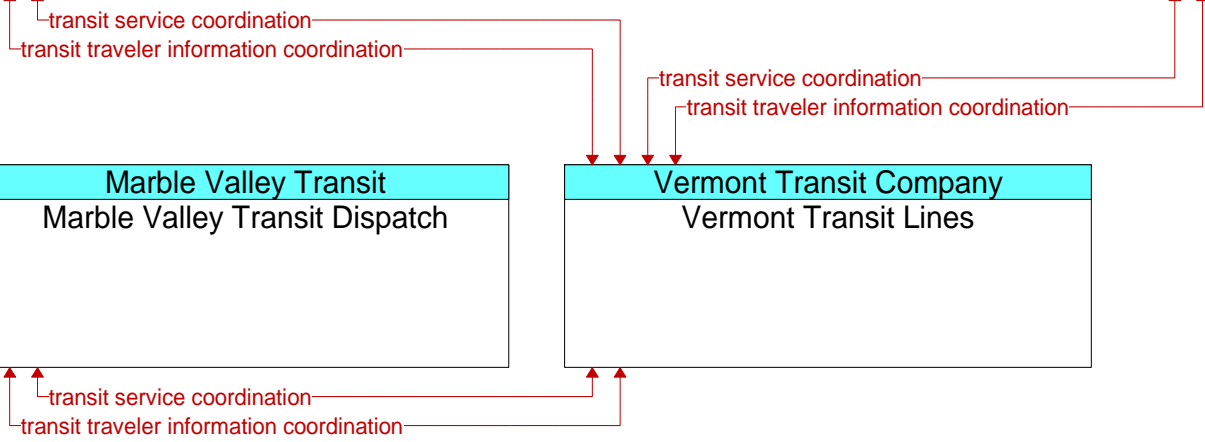 transit service coordination
transit traveler information coordination
transit service coordination
transit traveler information coordination
Marble Valley Transit
Marble Valley Transit Dispatch
Vermont Transit Company
Vermont Transit Lines
transit service coordination
transit traveler information coordination